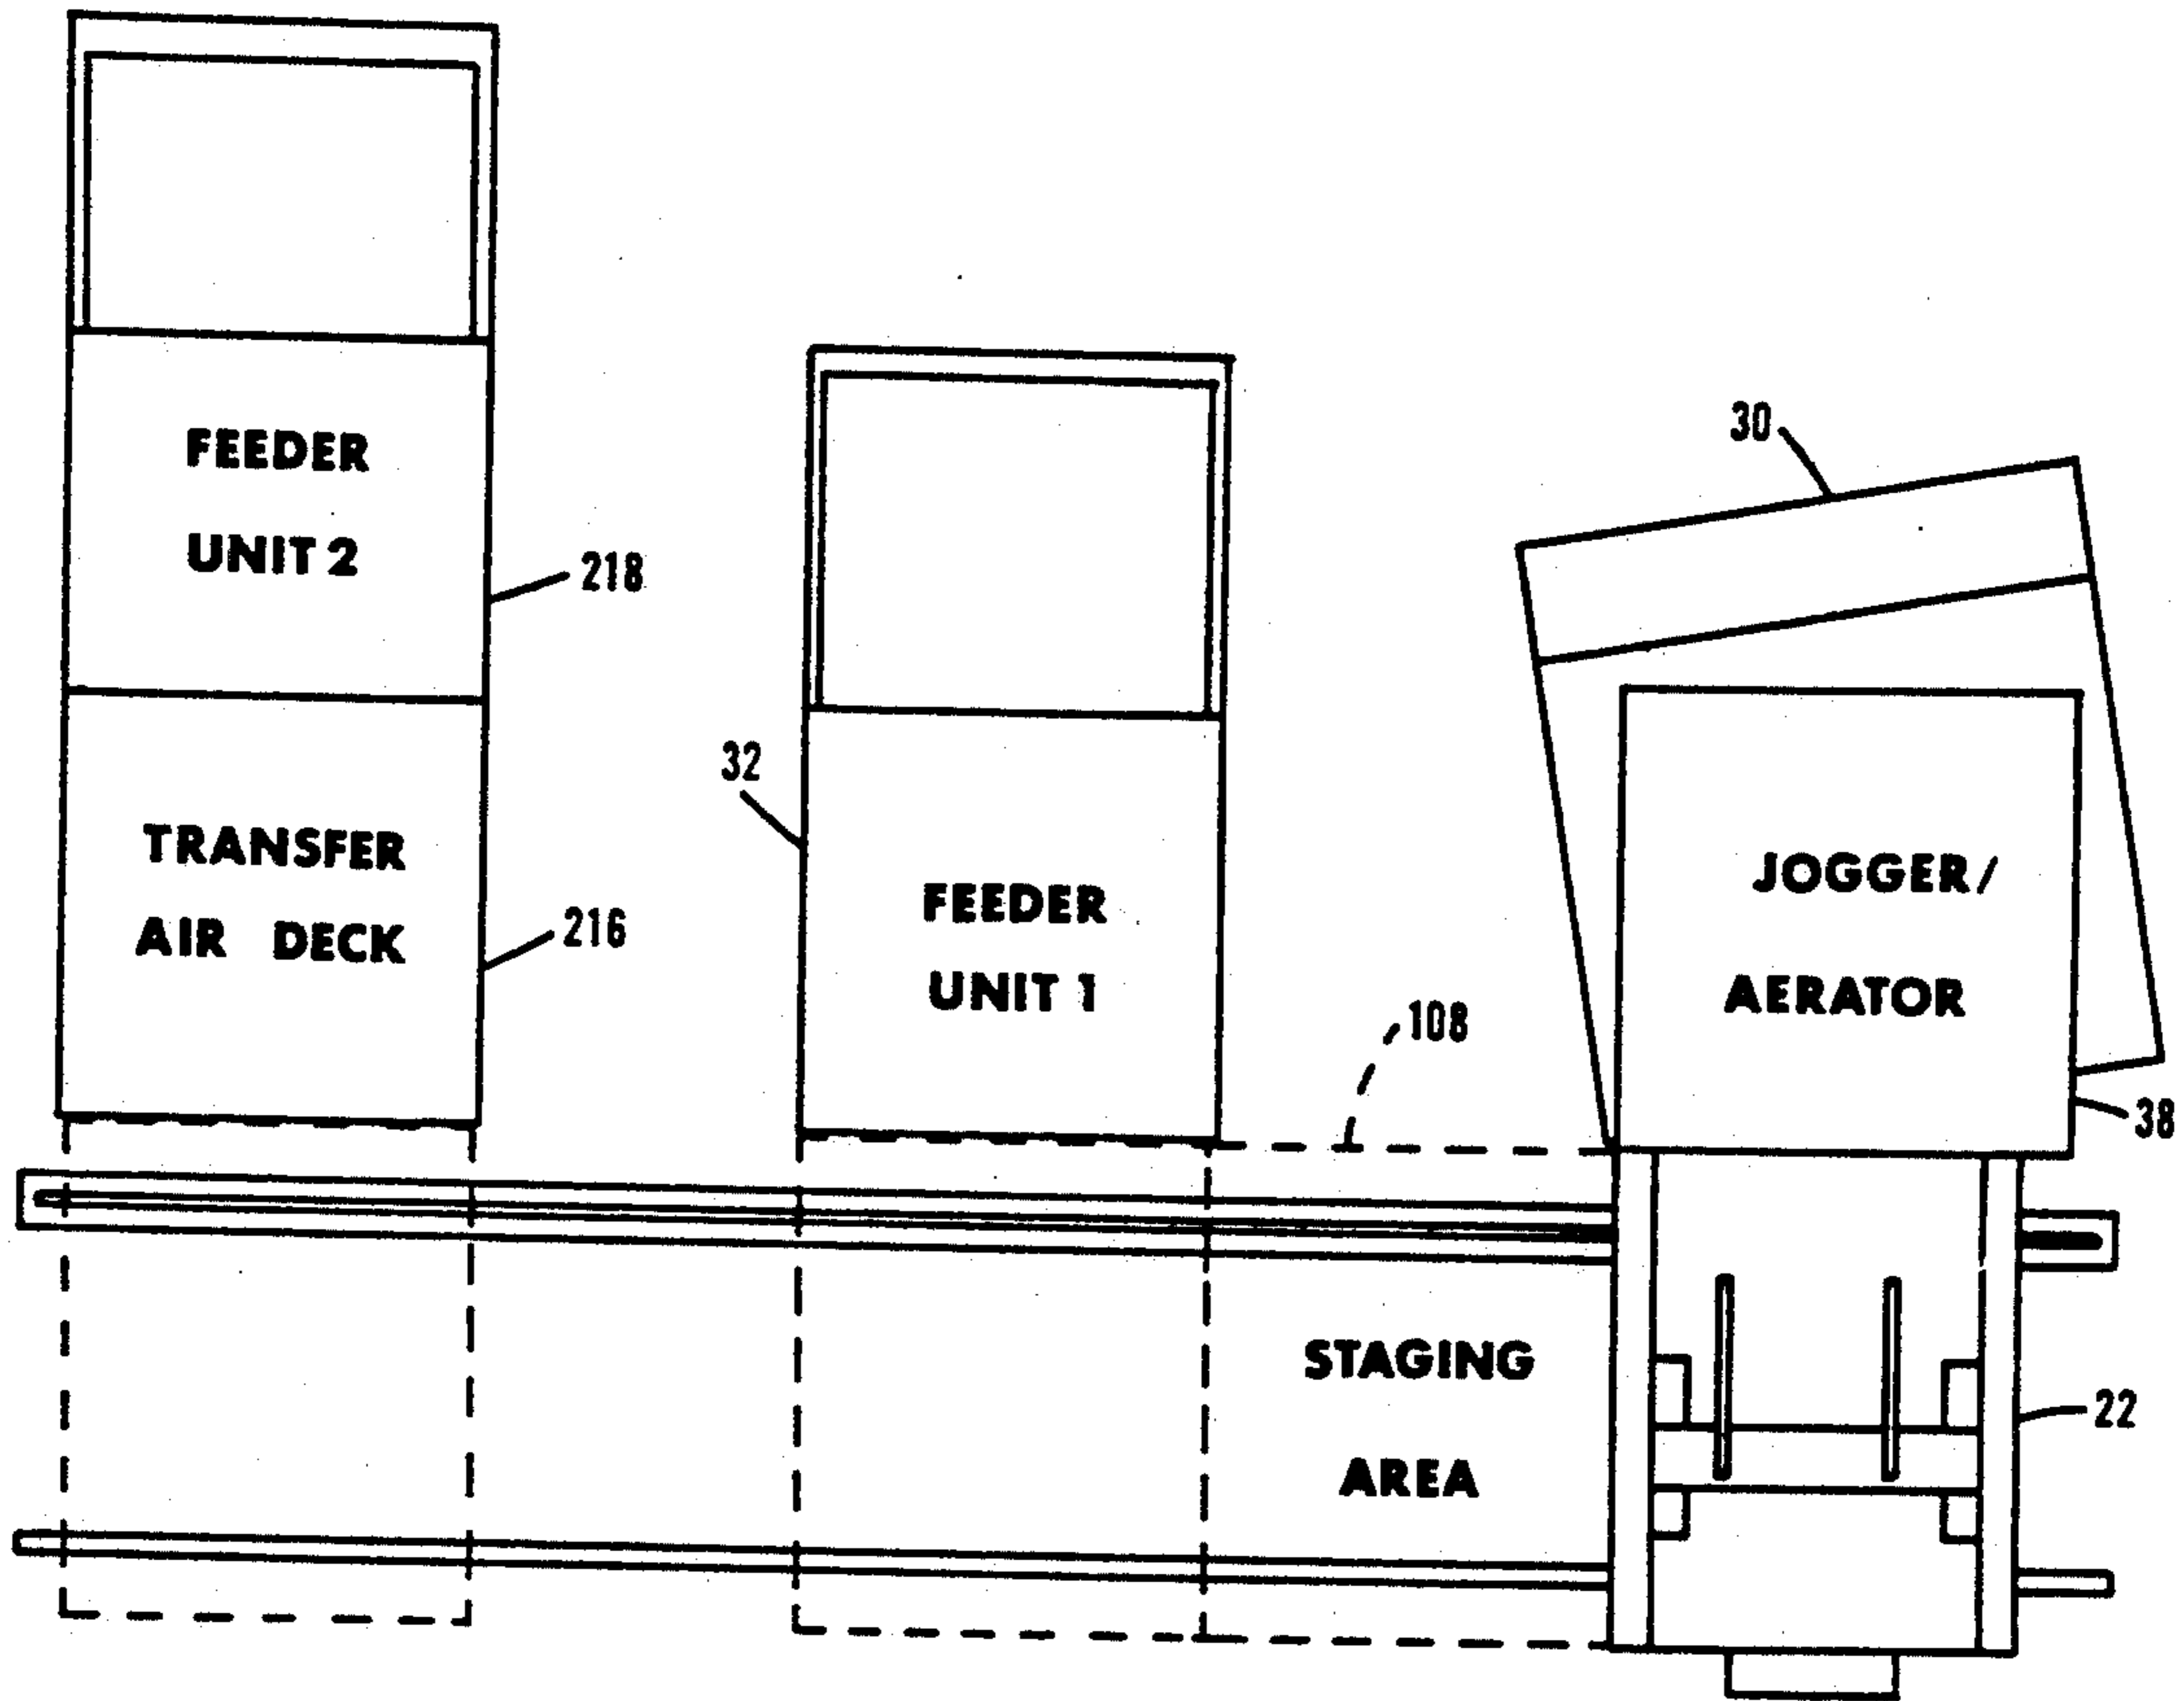 FEEDER
UNIT 2
218
TRANSFER
AIR DECK
216
32
FEEDER
UNIT 1
108
30
JOGGER/
AERATOR
38
STAGING
AREA
22